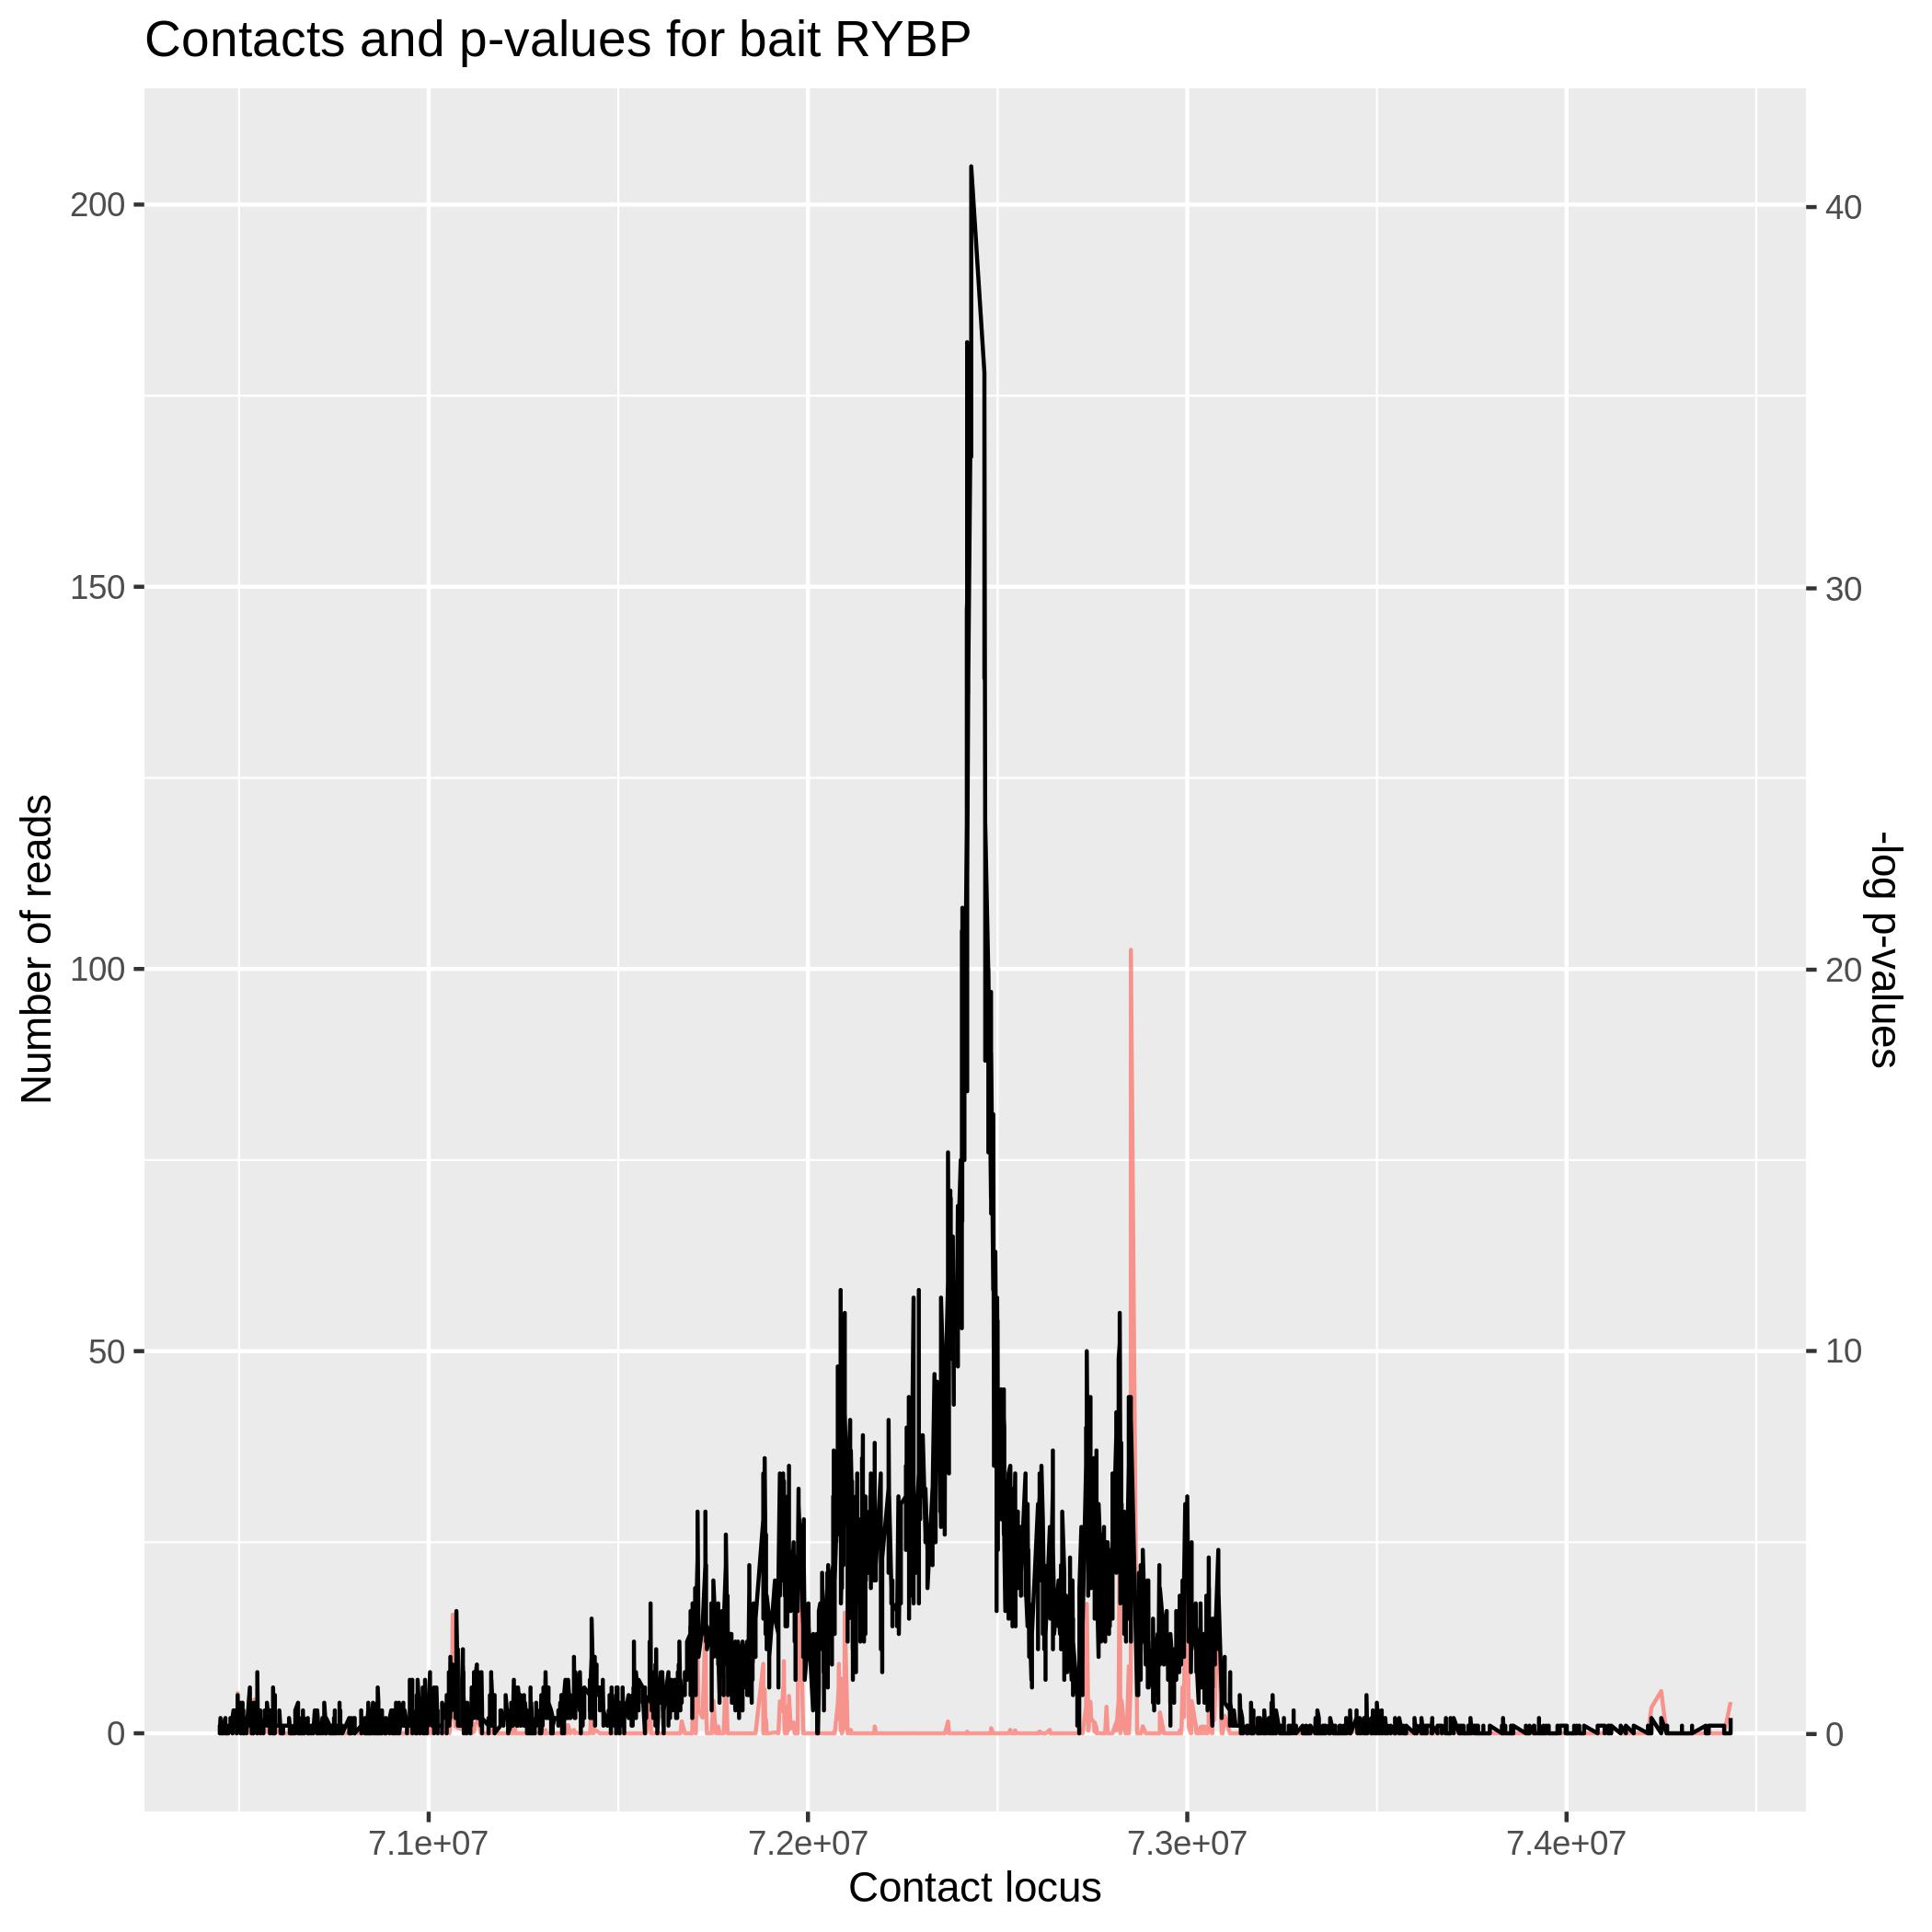 Contacts and p-values for bait RYBP
Number of reads
200
150
100
50
0
40
30
20
10
0
-log p-values
7.1e+07 7.2e+07 7.3e+07 7.4e+07
Contact locus